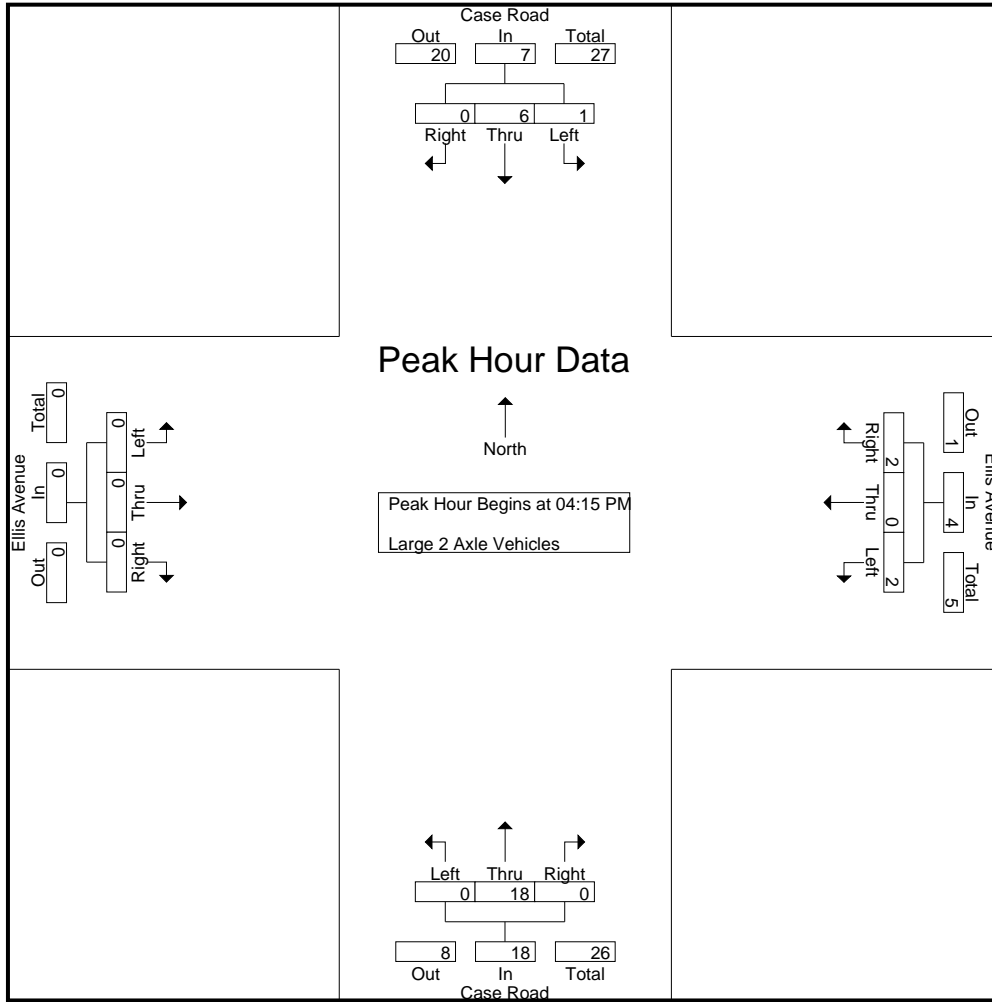 Case Road
Out In Total
20 7 27
0 6 1
Right Thru Left
Peak Hour Data
North
Peak Hour Begins at 04:15 PM
Large 2 Axle Vehicles
Ellis Avenue
Total In Out
0 0 0
0 0 0
Left Thru Right
Ellis Avenue
Out In Total
1 4 5
2 0 2
Right Thru Left
Left Thru Right
0 18 0
8 18 26
Out In Total
Case Road